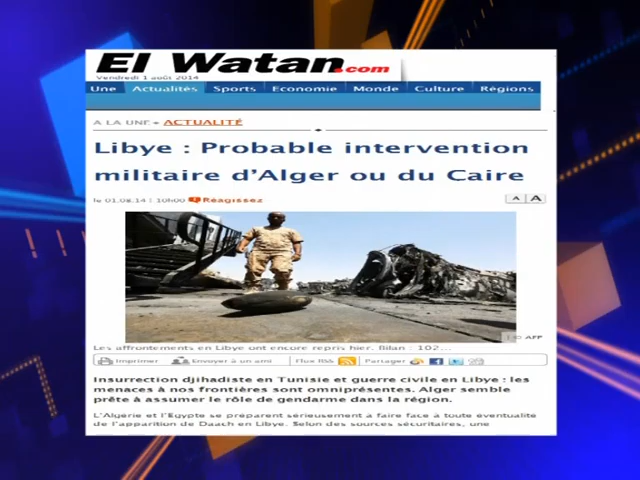 El Watan.com
Vendredi 1 août 2014
Une Actualités Sports Economie Monde Culture Régions
A LA UNE » ACTUALITÉ
Libye : Probable intervention
militaire d'Alger ou du Caire
le 01.08.14 | 10h00 Réagissez A A
AFP
Les affrontements en Libye ont encore repris hier. Bilan : 102...
Imprimer Envoyer à un ami Flux RSS Partager
Insurrection djihadiste en Tunisie et guerre civile en Libye : les
menaces à nos frontières sont omniprésentes. Alger semble
prête à assumer le rôle de gendarme dans la région.
L'Algérie et l'Egypte se préparent sérieusement à faire face à toute éventualité
de l'apparition de Daach en Libye. Selon des sources sécuritaires, une